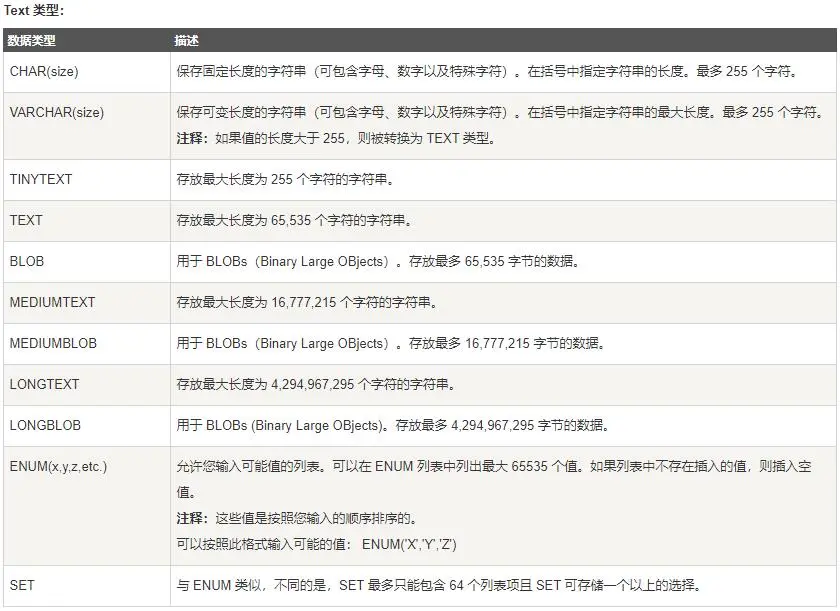 Text 类型：
数据类型 描述
CHAR(size) 保存固定长度的字符串（可包含字母、数字以及特殊字符）。在括号中指定字符串的长度。最多 255 个字符。
VARCHAR(size) 保存可变长度的字符串（可包含字母、数字以及特殊字符）。在括号中指定字符串的最大长度。最多 255 个字符。
注释：如果值的长度大于 255，则被转换为 TEXT 类型。
TINYTEXT 存放最大长度为 255 个字符的字符串。
TEXT 存放最大长度为 65,535 个字符的字符串。
BLOB 用于 BLOBs（Binary Large OBjects）。存放最多 65,535 字节的数据。
MEDIUMTEXT 存放最大长度为 16,777,215 个字符的字符串。
MEDIUMBLOB 用于 BLOBs（Binary Large OBjects）。存放最多 16,777,215 字节的数据。
LONGTEXT 存放最大长度为 4,294,967,295 个字符的字符串。
LONGBLOB 用于 BLOBs (Binary Large OBjects)。存放最多 4,294,967,295 字节的数据。
ENUM(x,y,z,etc.) 允许您输入可能值的列表。可以在 ENUM 列表中列出最大 65535 个值。如果列表中不存在插入的值，则插入空
值。
注释：这些值是按照您输入的顺序排序的。
可以按照此格式输入可能的值： ENUM('X','Y','Z')
SET 与 ENUM 类似，不同的是，SET 最多只能包含 64 个列表项且 SET 可存储一个以上的选择。